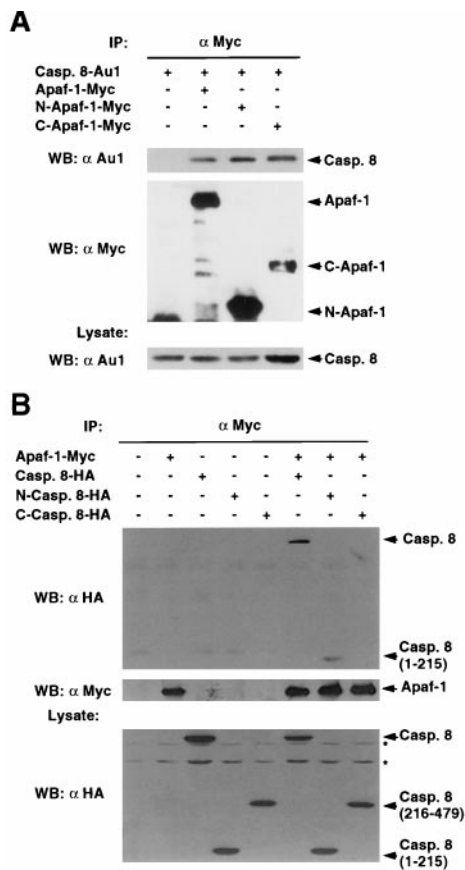 A
IP: α Myc
Casp. 8-Au1 + + + +
Apaf-1-Myc - + - -
N-Apaf-1-Myc - - + -
C-Apaf-1-Myc - - - +
WB: α Au1 Casp. 8
Apaf-1
WB: α Myc
C-Apaf-1
N-Apaf-1
Lysate:
WB: α Au1 Casp. 8
B
IP: α Myc
Apaf-1-Myc - + - - - + + +
Casp. 8-HA - - + - - + - -
N-Casp. 8-HA - - - + - - + -
C-Casp. 8-HA - - - - + - - +
Casp. 8
WB: α HA
Casp. 8
(1-215)
WB: α Myc Apaf-1
Lysate:
Casp. 8
*
*
WB: α HA
Casp. 8
(216-479)
Casp. 8
(1-215)